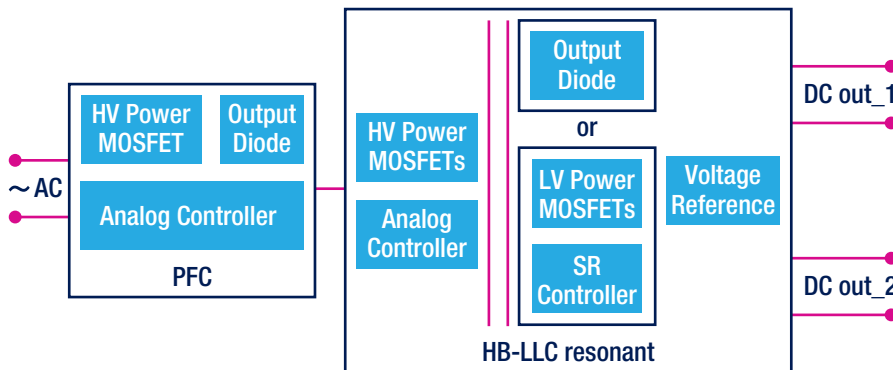 ~ AC
HV Power
MOSFET
Output
Diode
Analog Controller
PFC
HV Power
MOSFETs
Analog
Controller
Output
Diode
or
LV Power
MOSFETs
SR
Controller
Voltage
Reference
HB-LLC resonant
DC out_1
DC out_2